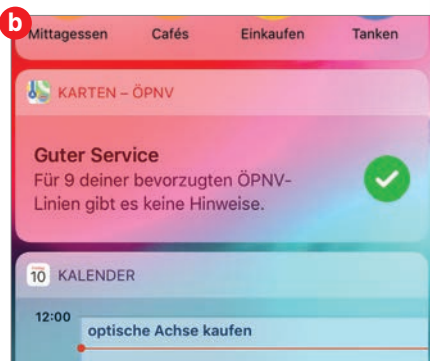 b
Mittagessen Cafés Einkaufen Tanken
KARTEN – ÖPNV
Guter Service
Für 9 deiner bevorzugten ÖPNV-
Linien gibt es keine Hinweise.
10 KALENDER
12:00
optische Achse kaufen